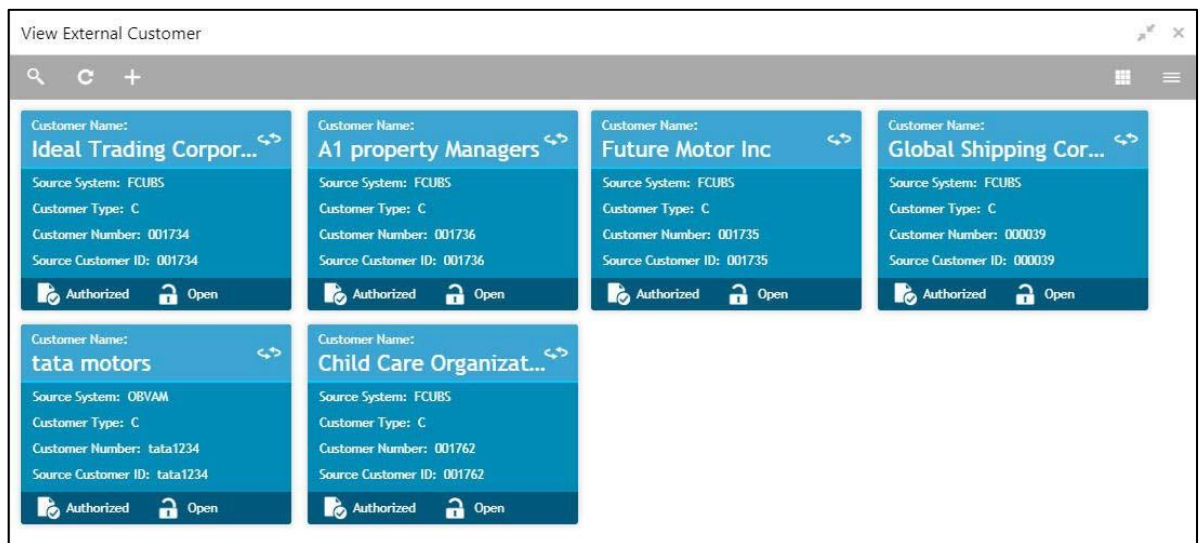 View External Customer
Customer Name:
Ideal Trading Corpor...
Source System: FCUBS
Customer Type: C
Customer Number: 001734
Source Customer ID: 001734
Authorized Open
Customer Name:
A1 property Managers
Source System: FCUBS
Customer Type: C
Customer Number: 001736
Source Customer ID: 001736
Authorized Open
Customer Name:
Future Motor Inc
Source System: FCUBS
Customer Type: C
Customer Number: 001735
Source Customer ID: 001735
Authorized Open
Customer Name:
Global Shipping Cor...
Source System: FCUBS
Customer Type: C
Customer Number: 000039
Source Customer ID: 000039
Authorized Open
Customer Name:
tata motors
Source System: OBVAM
Customer Type: C
Customer Number: tata1234
Source Customer ID: tata1234
Authorized Open
Customer Name:
Child Care Organizat...
Source System: FCUBS
Customer Type: C
Customer Number: 001762
Source Customer ID: 001762
Authorized Open